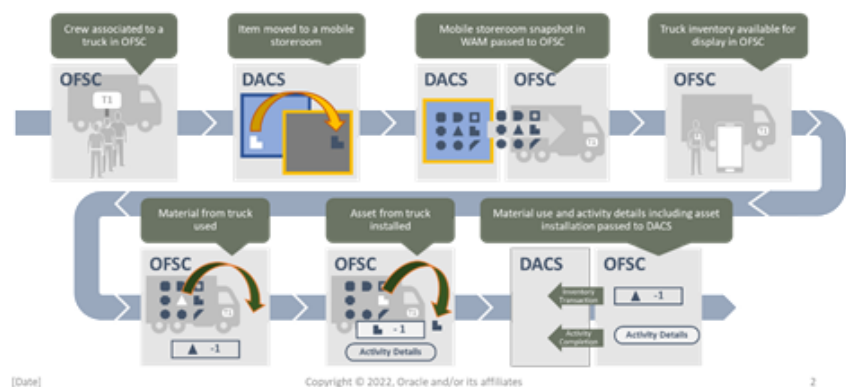 Crew associated to a
truck in OFSC
Item moved to a mobile
storeroom
Mobile storeroom snapshot in
WAM passed to OFSC
Truck inventory available for
display in OFSC
OFSC
T1
DACS
DACS
OFSC
T1
OFSC
T1
Material from truck
used
Asset from truck
installed
Material use and activity details including asset
installation passed to DACS
OFSC
T1
-1
OFSC
T1
-1
Activity Details
DACS
OFSC
Inventory
Transaction
-1
Activity
Completion
Activity Details
[Date]
Copyright © 2022, Oracle and/or its affiliates
2